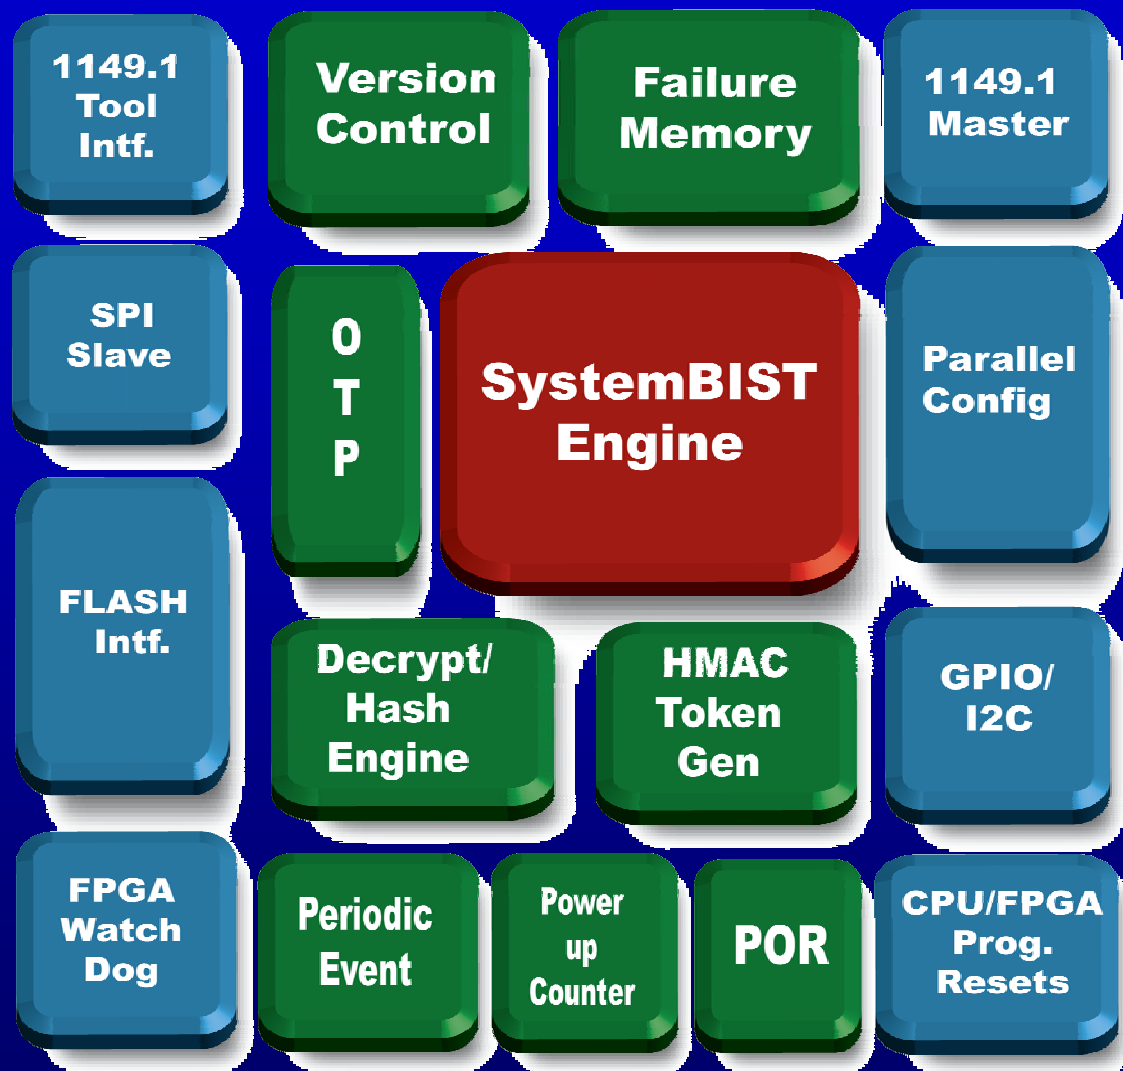 1149.1
Tool
Intf.
Version
Control
Failure
Memory
1149.1
Master
SPI
Slave
O
T
P
SystemBIST
Engine
Parallel
Config
FLASH
Intf.
Decrypt/
Hash
Engine
HMAC
Token
Gen
GPIO/
I2C
FPGA
Watch
Dog
Periodic
Event
Power
up
Counter
POR
CPU/FPGA
Prog.
Resets